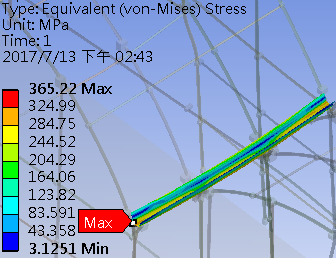 Type: Equivalent (von-Mises) Stress
Unit: MPa
Time: 1
2017/7/13 下午 02:43
365.22 Max
324.99
284.75
244.52
204.29
164.06
123.82
83.591
43.358
3.1251 Min
Max